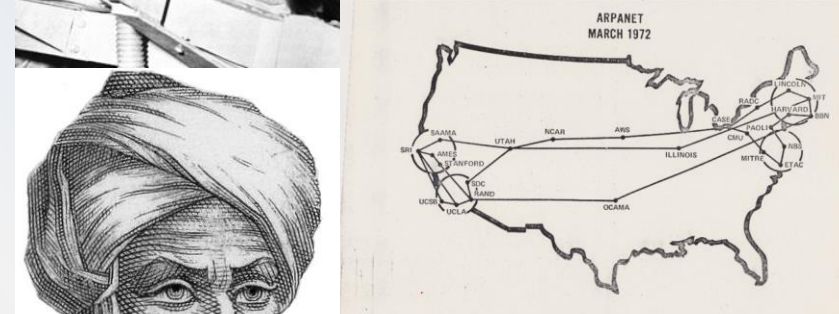 ARPANET
MARCH 1972
LINCOLN
RADC
MIT
HARVARD
BBN
CASE
PAOLI
CMU
NBS
MITRE
ETAC
SAAMA
SRI
AMES
STANFORD
UTAH
NCAR
AWS
ILLINOIS
SDC
RAND
UCSB
UCLA
OCAMA